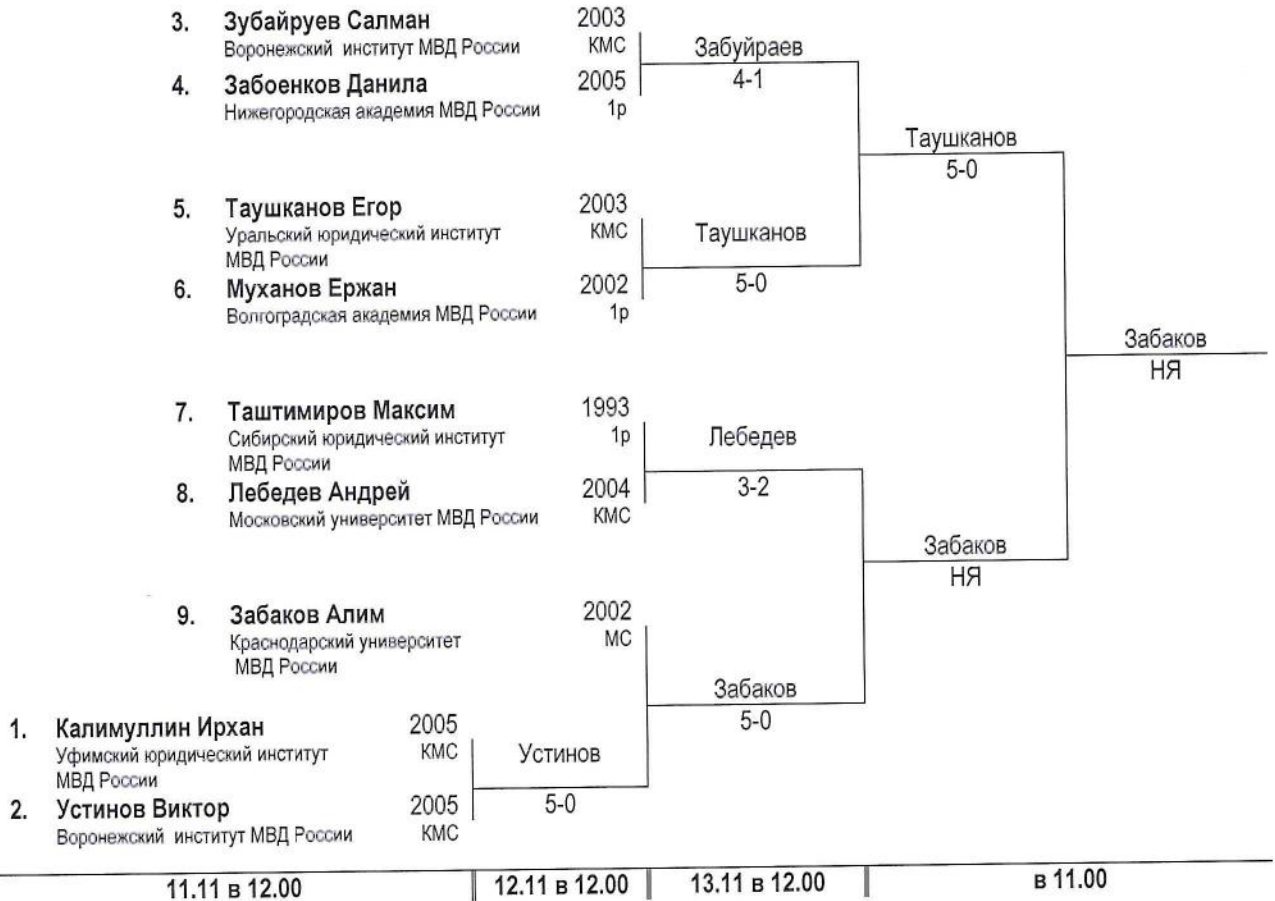 3. Зубайруев Салман 2003
Воронежский институт МВД России КМС
Забуйраев
4-1
4. Забоенков Данила 2005
Нижегородская академия МВД России 1р
Таушканов
5-0
5. Таушканов Егор 2003
Уральский юридический институт КМС
МВД России
Таушканов
5-0
6. Муханов Ержан 2002
Волгоградская академия МВД России 1р
Забаков
НЯ
7. Таштимиров Максим 1993
Сибирский юридический институт 1р
МВД России
Лебедев
3-2
8. Лебедев Андрей 2004
Московский университет МВД России КМС
Забаков
НЯ
9. Забаков Алим 2002
Краснодарский университет МС
МВД России
Забаков
5-0
1. Калимуллин Ирхан 2005
Уфимский юридический институт КМС
МВД России
Устинов
5-0
2. Устинов Виктор 2005
Воронежский институт МВД России КМС
11.11 в 12.00 12.11 в 12.00 13.11 в 12.00 в 11.00